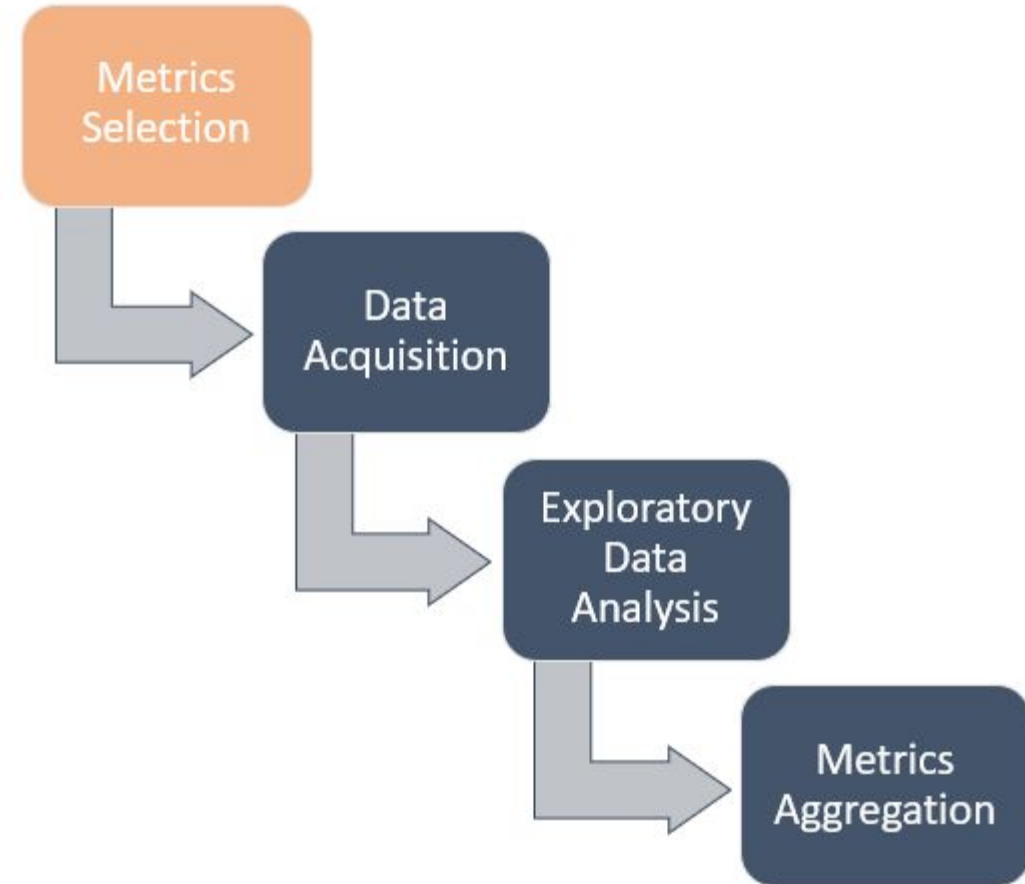 Metrics
Selection
Data
Acquisition
Exploratory
Data
Analysis
Metrics
Aggregation